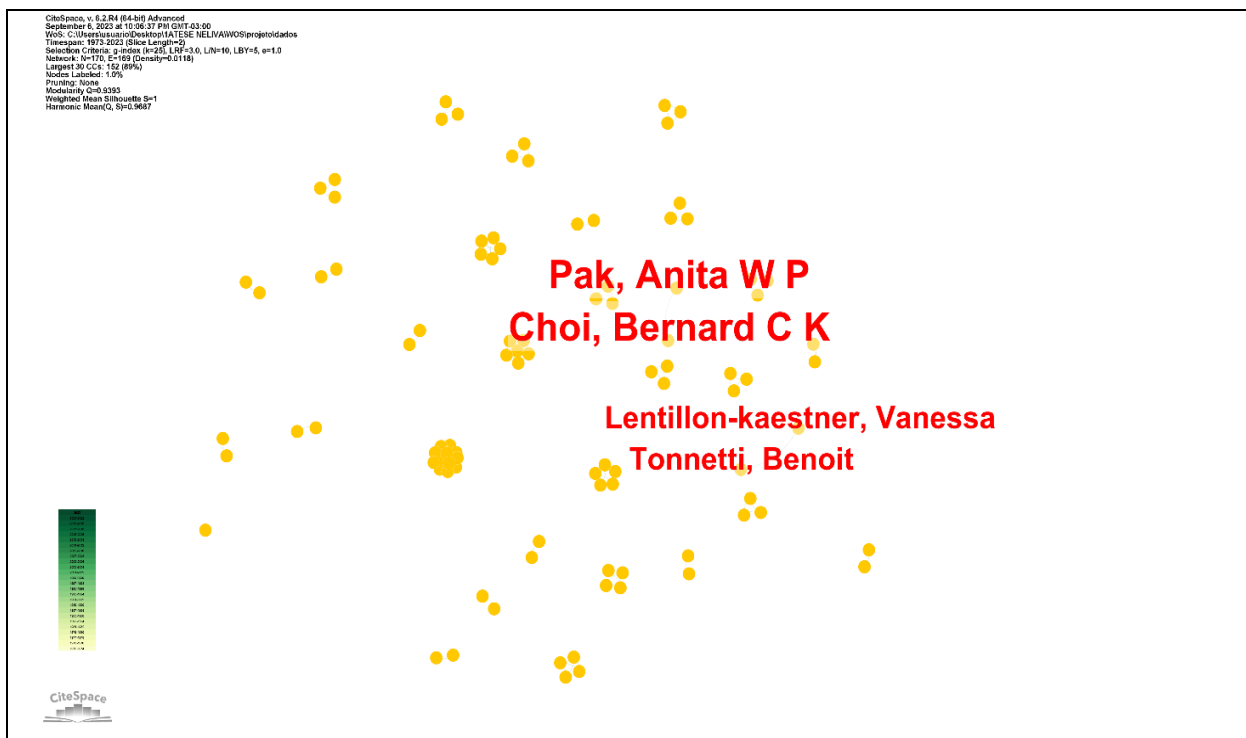 CiteSpace, v. 6.2.R4 (64-bit) Advanced
September 6, 2023 at 10:06:37 PM GMT-03:00
WoS: C:\Users\usuario\Desktop\1ATESE NELIVA\WOS\projeto\dados
Timespan: 1973-2023 (Slice Length=2)
Selection Criteria: g-index (k=25), LRF=3.0, L/N=10, LBY=5, e=1.0
Network: N=170, E=169 (Density=0.0118)
Largest 30 CCs: 152 (89%)
Nodes Labeled: 1.0%
Pruning: None
Modularity Q=0.9393
Weighted Mean Silhouette S=1
Harmonic Mean(Q, S)=0.9687
Pak, Anita W P
Choi, Bernard C K
Lentillon-kaestner, Vanessa
Tonnetti, Benoit
CiteSpace